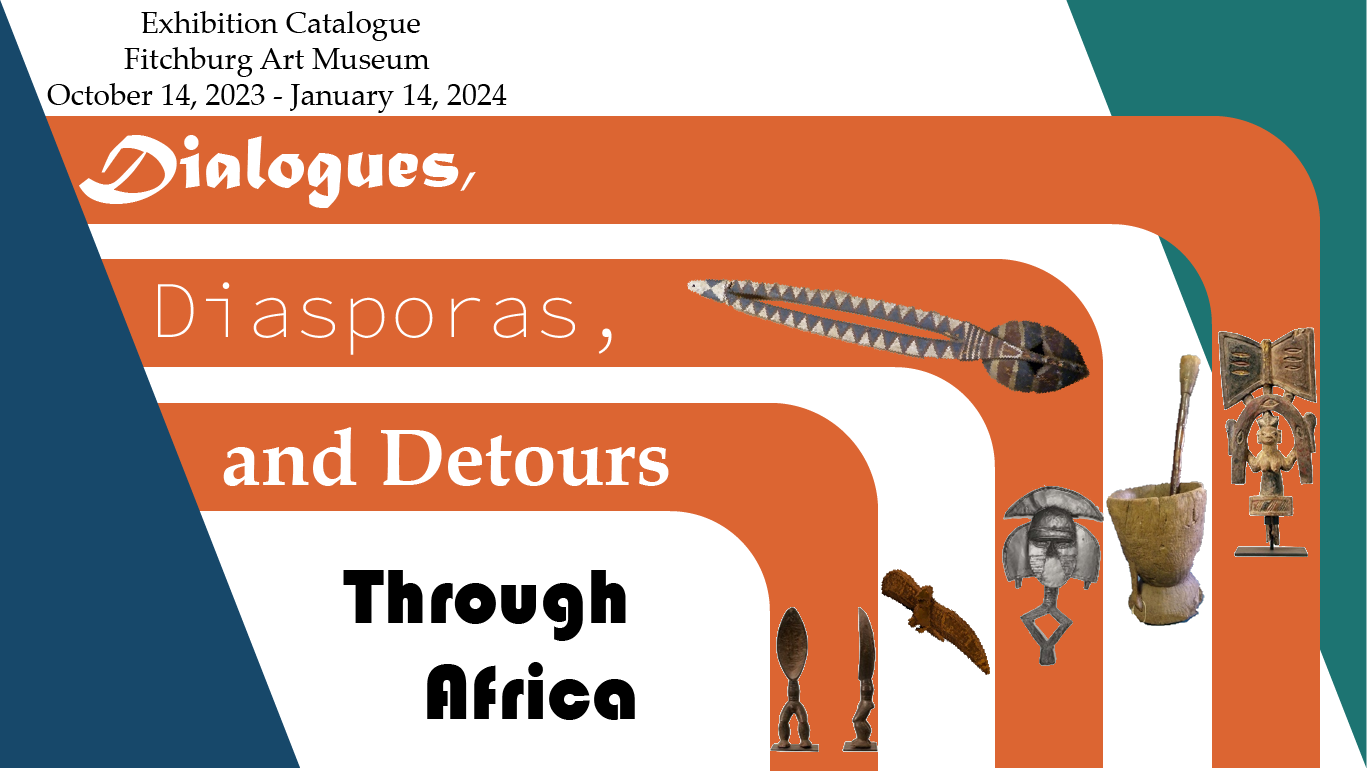 Exhibition Catalogue
Fitchburg Art Museum
October 14, 2023 - January 14, 2024
Dialogues,
Diasporas,
and Detours
Through
Africa